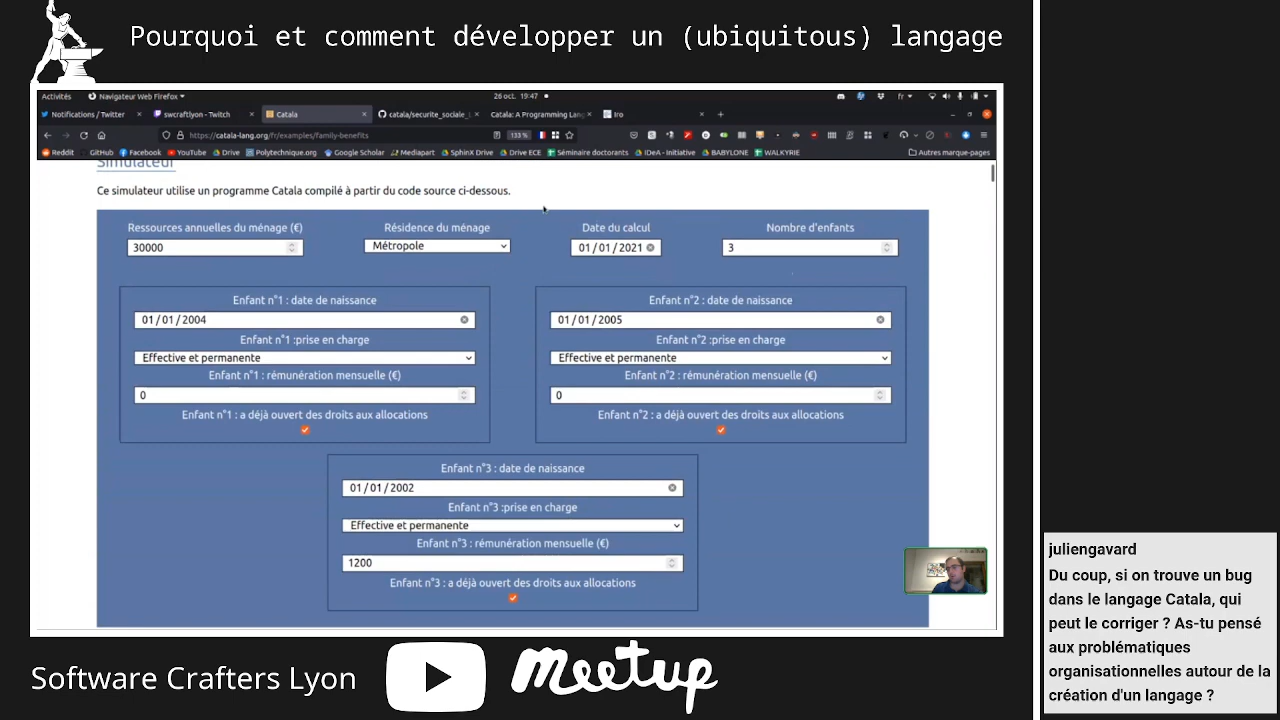 Pourquoi et comment développer un (ubiquitous) langage
Activités
Navigateur Web Firefox
26 oct. 19:47
fr
Notifications / Twitter
swcraftlyon - Twitch
Catala
catala/securite_sociale_
Catala: A Programming Lang
Iro
https://catala-lang.org/fr/examples/family-benefits
133 %
Reddit
GitHub
Facebook
YouTube
Drive
Polytechnique.org
Google Scholar
Mediapart
SphinX Drive
Drive ECE
Séminaire doctorants
IDeA - Initiative
BABYLONE
WALKYRIE
Autres marque-pages
Simulateur
Ce simulateur utilise un programme Catala compilé à partir du code source ci-dessous.
Ressources annuelles du ménage (€)
Résidence du ménage
Date du calcul
Nombre d'enfants
30000
Métropole
01/01/2021
3
Enfant n°1 : date de naissance
01/01/2004
Enfant n°1 :prise en charge
Effective et permanente
Enfant n°1 : rémunération mensuelle (€)
0
Enfant n°1 : a déjà ouvert des droits aux allocations
Enfant n°2 : date de naissance
01/01/2005
Enfant n°2 :prise en charge
Effective et permanente
Enfant n°2 : rémunération mensuelle (€)
0
Enfant n°2 : a déjà ouvert des droits aux allocations
Enfant n°3 : date de naissance
01/01/2002
Enfant n°3 :prise en charge
Effective et permanente
Enfant n°3 : rémunération mensuelle (€)
1200
Enfant n°3 : a déjà ouvert des droits aux allocations
juliengavard
Du coup, si on trouve un bug
dans le langage Catala, qui
peut le corriger ? As-tu pensé
aux problématiques
organisationnelles autour de la
création d'un langage ?
Software Crafters Lyon
meetup